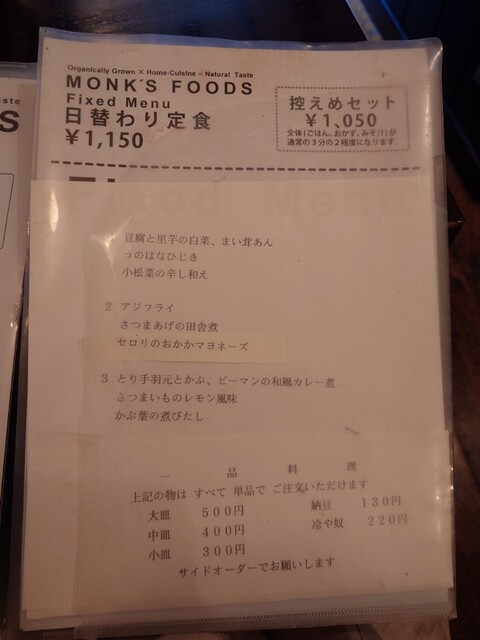 Organically Grown × Home-Cuisine = Natural Taste
MONK'S FOODS
Fixed Menu
日替わり定食
￥1,150
控えめセット
￥1,050
全体(ごはん、おかず、みそ汁)が
通常の3分の2程度になります。
Fixed Menu
豆腐と里芋の白菜、まい茸あん
うのはなひじき
小松菜の辛し和え
2 アジフライ
さつまあげの田舎煮
セロリのおかかマヨネーズ
3 とり手羽元とかぶ、ピーマンの和風カレー煮
さつまいものレモン風味
かぶ葉の煮びたし
一品料理
上記の物は すべて 単品で ご注文いただけます
大皿 500円
中皿 400円
小皿 300円
納豆 130円
冷や奴 220円
サイドオーダーでお願いします